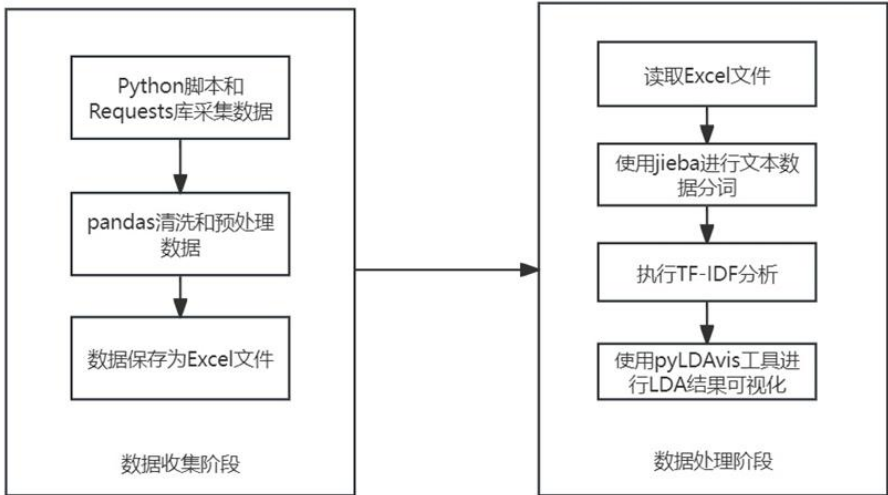 Python脚本和
Requests库采集数据
pandas清洗和预处理
数据
数据保存为Excel文件
数据收集阶段
读取Excel文件
使用jieba进行文本数
据分词
执行TF-IDF分析
使用pyLDAvis工具进
行LDA结果可视化
数据处理阶段